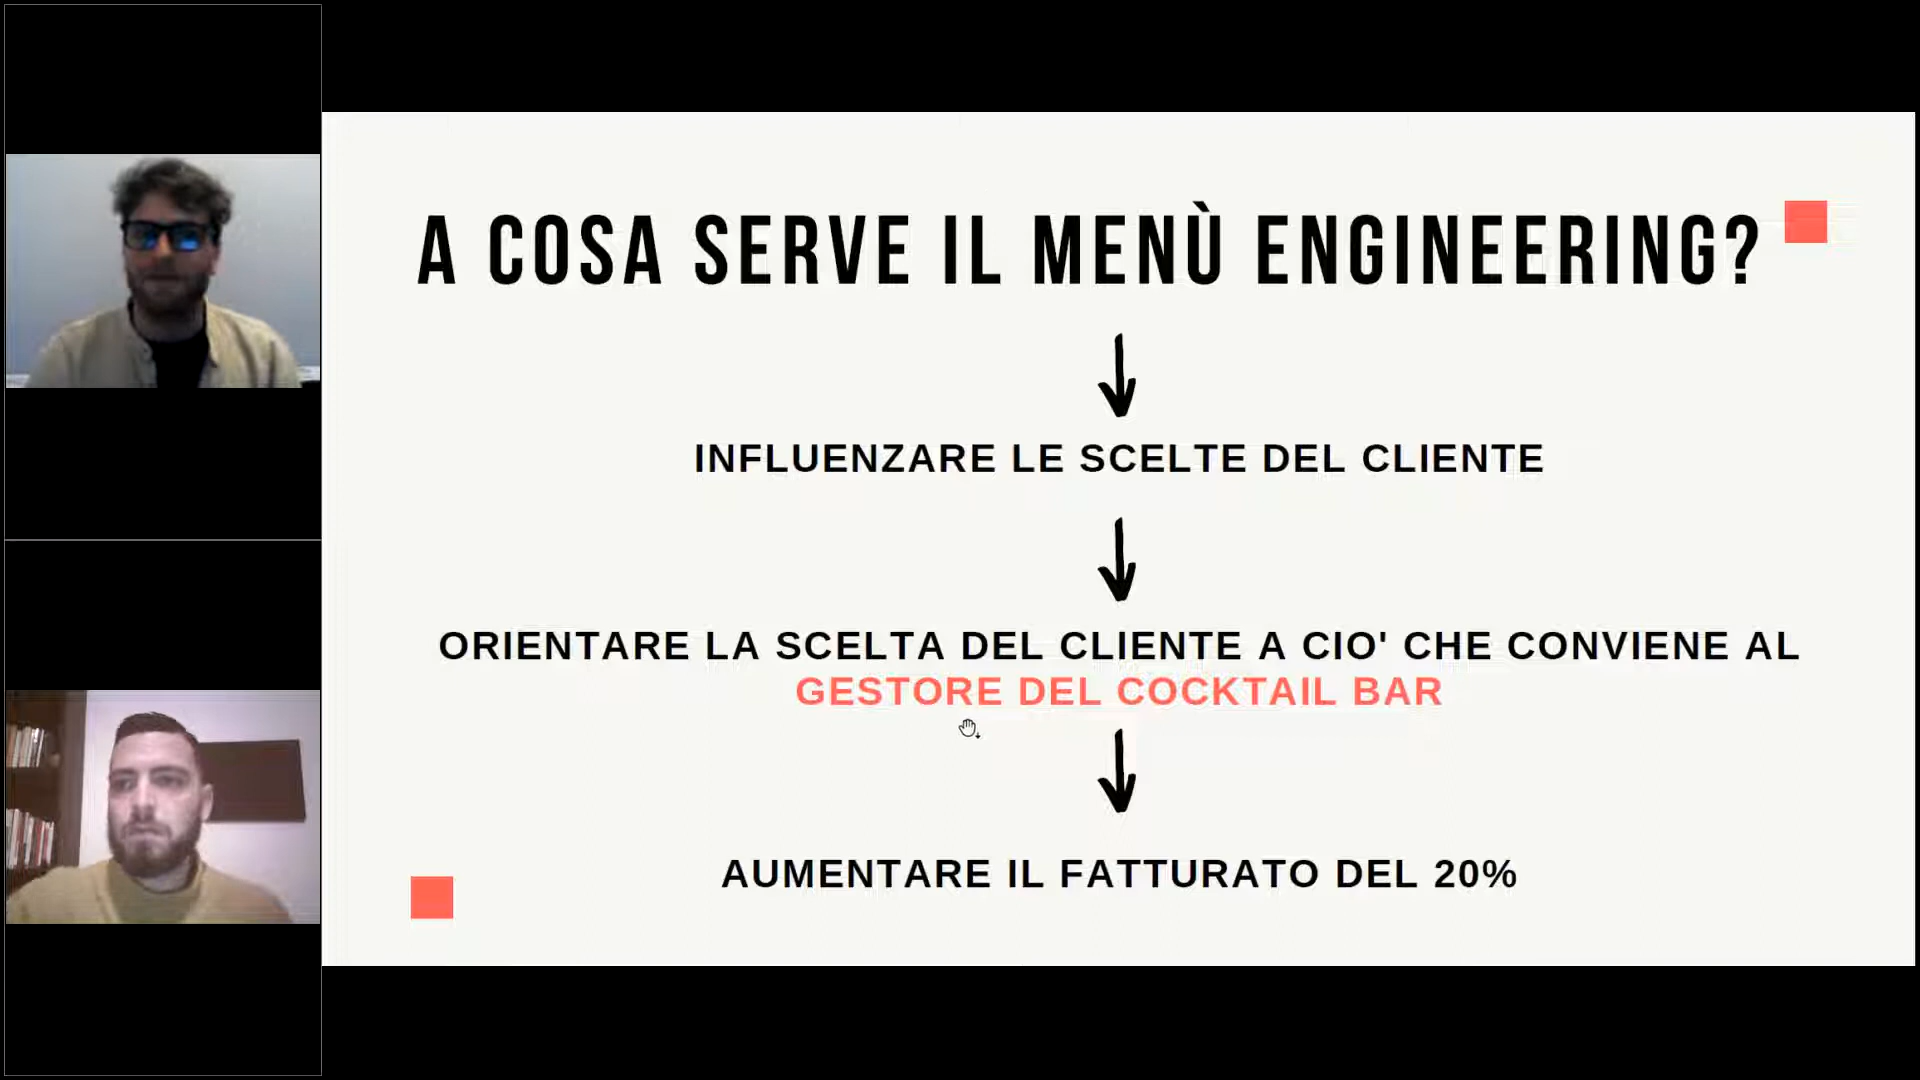 A COSA SERVE IL MENÙ ENGINEERING?
INFLUENZARE LE SCELTE DEL CLIENTE
ORIENTARE LA SCELTA DEL CLIENTE A CIO' CHE CONVIENE AL
GESTORE DEL COCKTAIL BAR
AUMENTARE IL FATTURATO DEL 20%